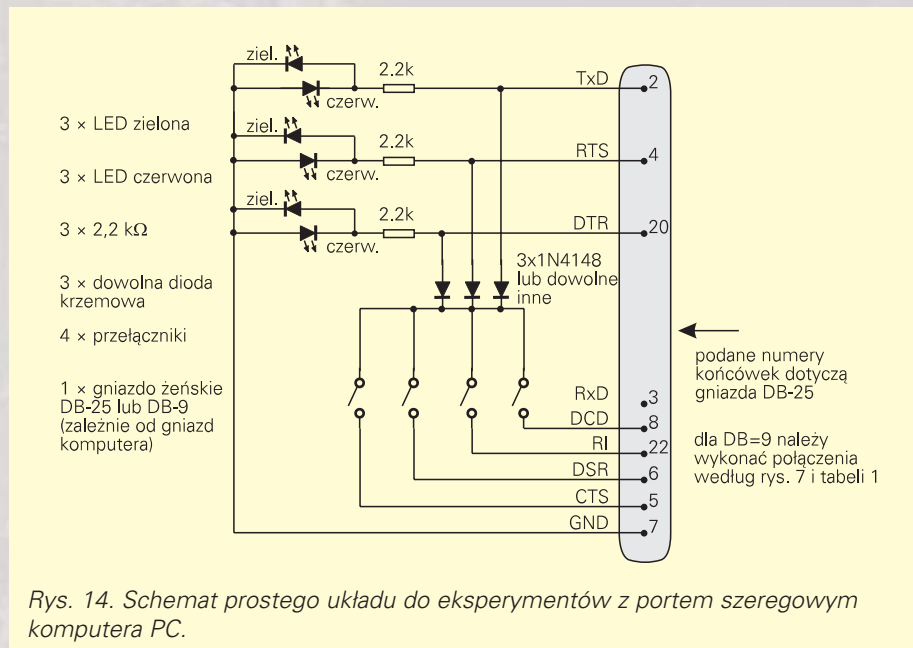 ziel.
2.2k
TxD
2
czerw.
3 × LED zielona
ziel.
2.2k
RTS
4
czerw.
3 × LED czerwona
ziel.
2.2k
DTR
20
czerw.
3 × 2,2 kΩ
3x1N4148
lub dowolne
inne
3 × dowolna dioda
krzemowa
4 × przełączniki
1 × gniazdo żeńskie
DB-25 lub DB-9
(zależnie od gniazd
komputera)
podane numery
końcówek dotyczą
gniazda DB-25
dla DB=9 należy
wykonać połączenia
według rys. 7 i tabeli 1
RxD
3
DCD
8
RI
22
DSR
6
CTS
5
GND
7
Rys. 14. Schemat prostego układu do eksperymentów z portem szeregowym
komputera PC.